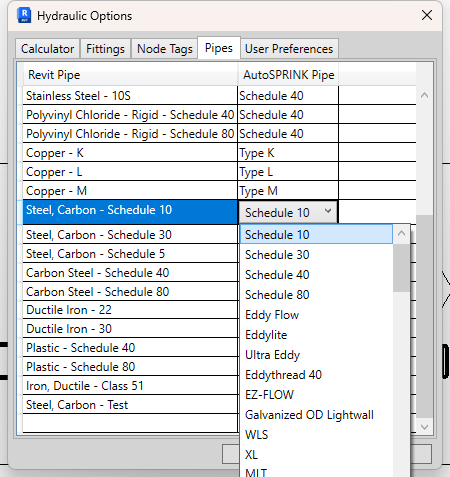 Hydraulic Options
Calculator Fittings Node Tags Pipes User Preferences
Revit Pipe AutoSPRINK Pipe
Stainless Steel - 10S Schedule 40
Polyvinyl Chloride - Rigid - Schedule 40 Schedule 40
Polyvinyl Chloride - Rigid - Schedule 80 Schedule 40
Copper - K Type K
Copper - L Type L
Copper - M Type M
Steel, Carbon - Schedule 10 Schedule 10
Steel, Carbon - Schedule 30
Steel, Carbon - Schedule 5
Carbon Steel - Schedule 40
Carbon Steel - Schedule 80
Ductile Iron - 22
Ductile Iron - 30
Plastic - Schedule 40
Plastic - Schedule 80
Iron, Ductile - Class 51
Steel, Carbon - Test
Schedule 10
Schedule 30
Schedule 40
Schedule 80
Eddy Flow
Eddylite
Ultra Eddy
Eddythread 40
EZ-FLOW
Galvanized OD Lightwall
WLS
XL
MLT